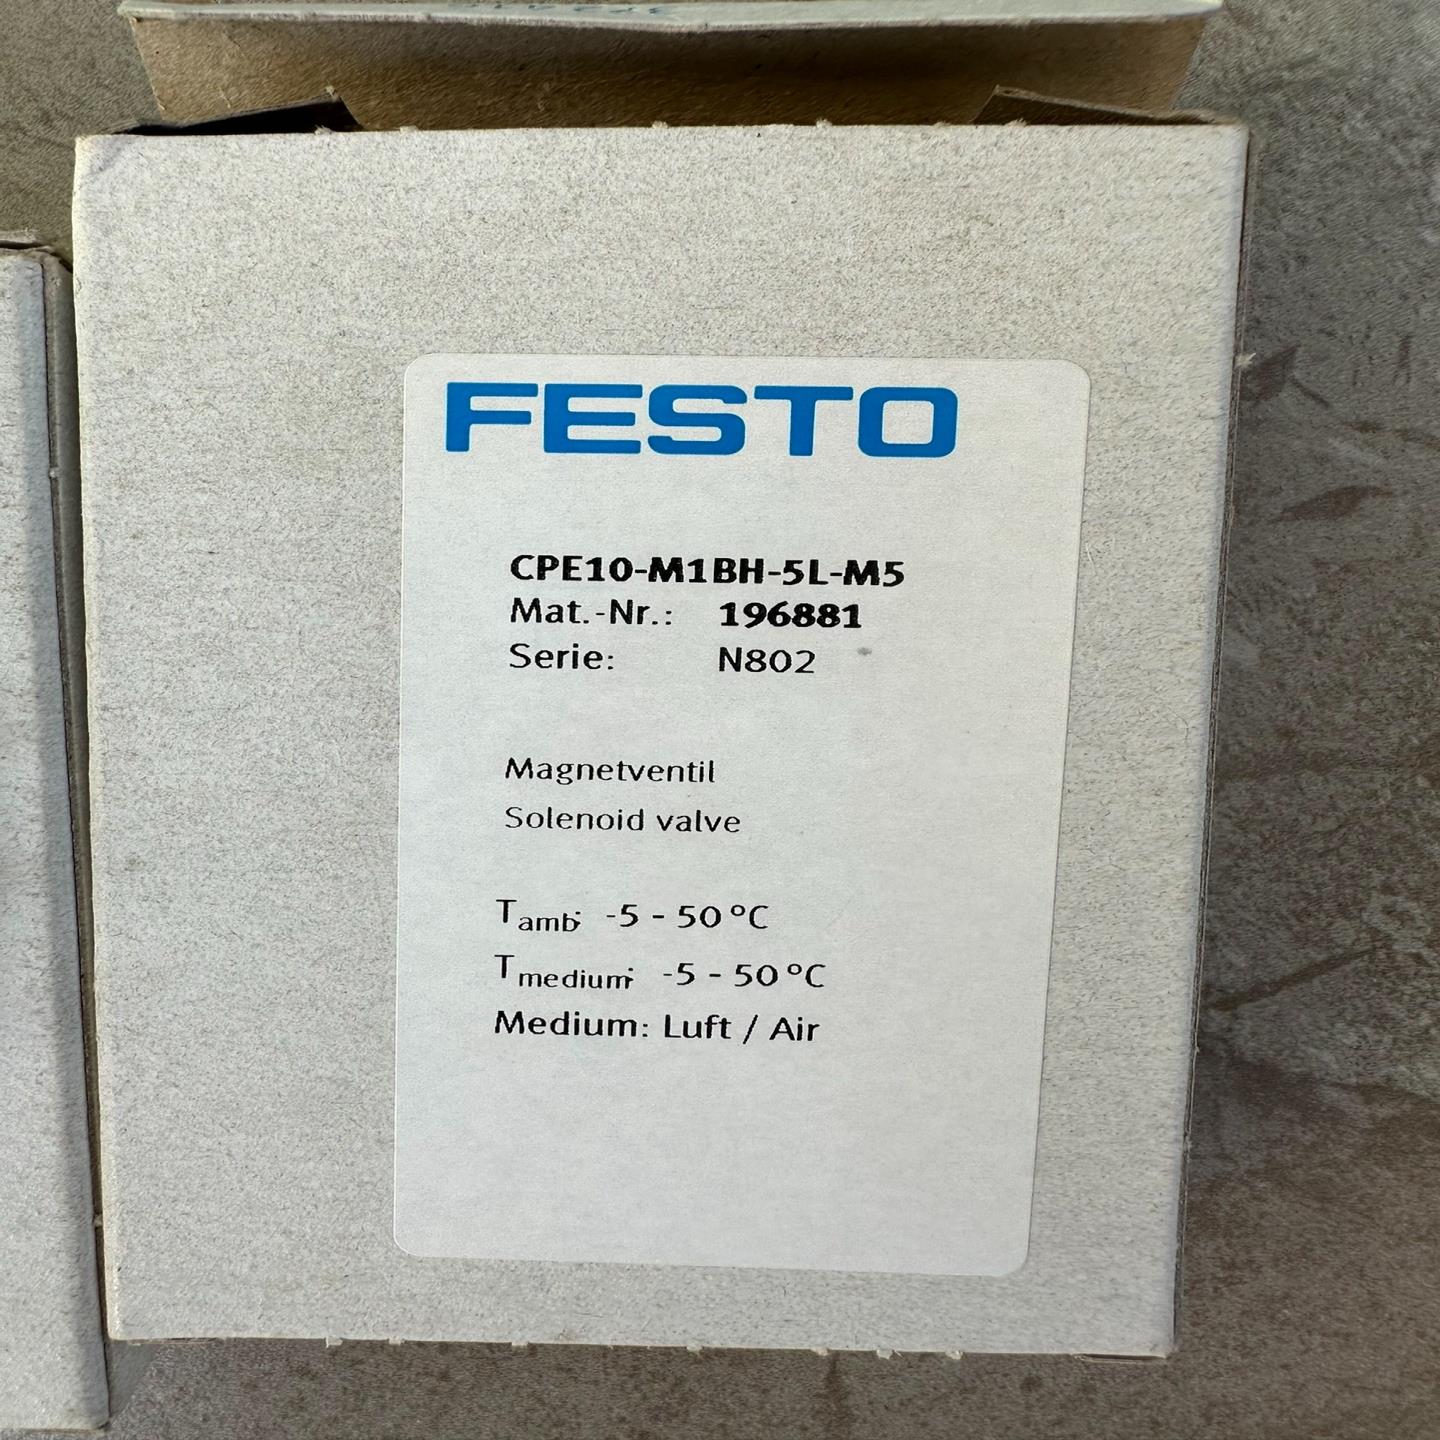 FESTO
CPE10-M1BH-5L-M5
Mat.-Nr.: 196881
Serie: N802
Magnetventil
Solenoid valve
Tamb: -5 - 50 °C
Tmedium: -5 - 50 °C
Medium: Luft / Air